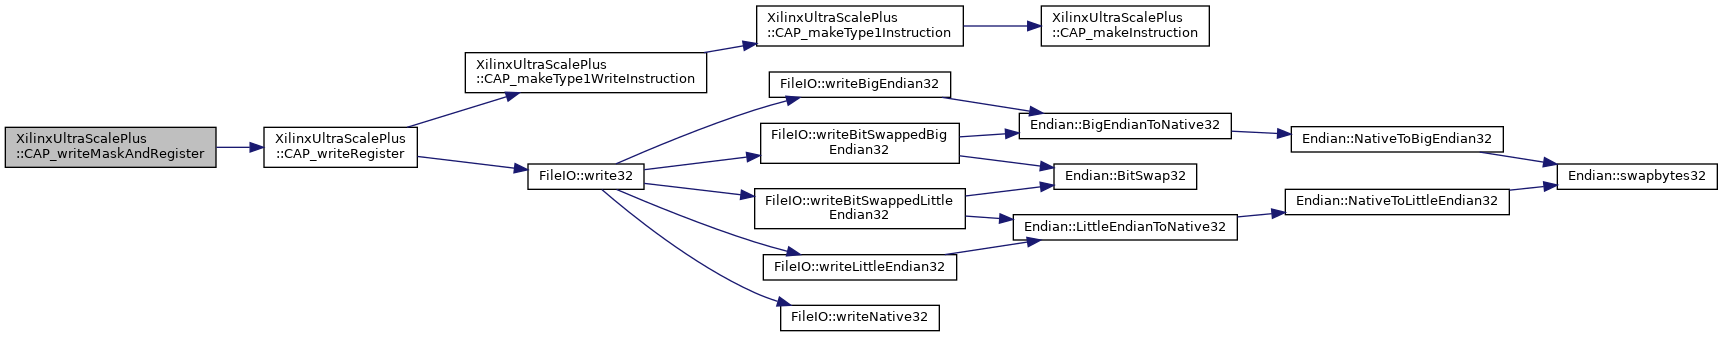 XilinxUltraScalePlus
::CAP_writeMaskAndRegister
XilinxUltraScalePlus
::CAP_writeRegister
XilinxUltraScalePlus
::CAP_makeType1WriteInstruction
XilinxUltraScalePlus
::CAP_makeType1Instruction
XilinxUltraScalePlus
::CAP_makeInstruction
FileIO::write32
FileIO::writeBigEndian32
FileIO::writeBitSwappedBig
Endian32
FileIO::writeBitSwappedLittle
Endian32
FileIO::writeLittleEndian32
FileIO::writeNative32
Endian::BigEndianToNative32
Endian::BitSwap32
Endian::LittleEndianToNative32
Endian::NativeToBigEndian32
Endian::NativeToLittleEndian32
Endian::swapbytes32